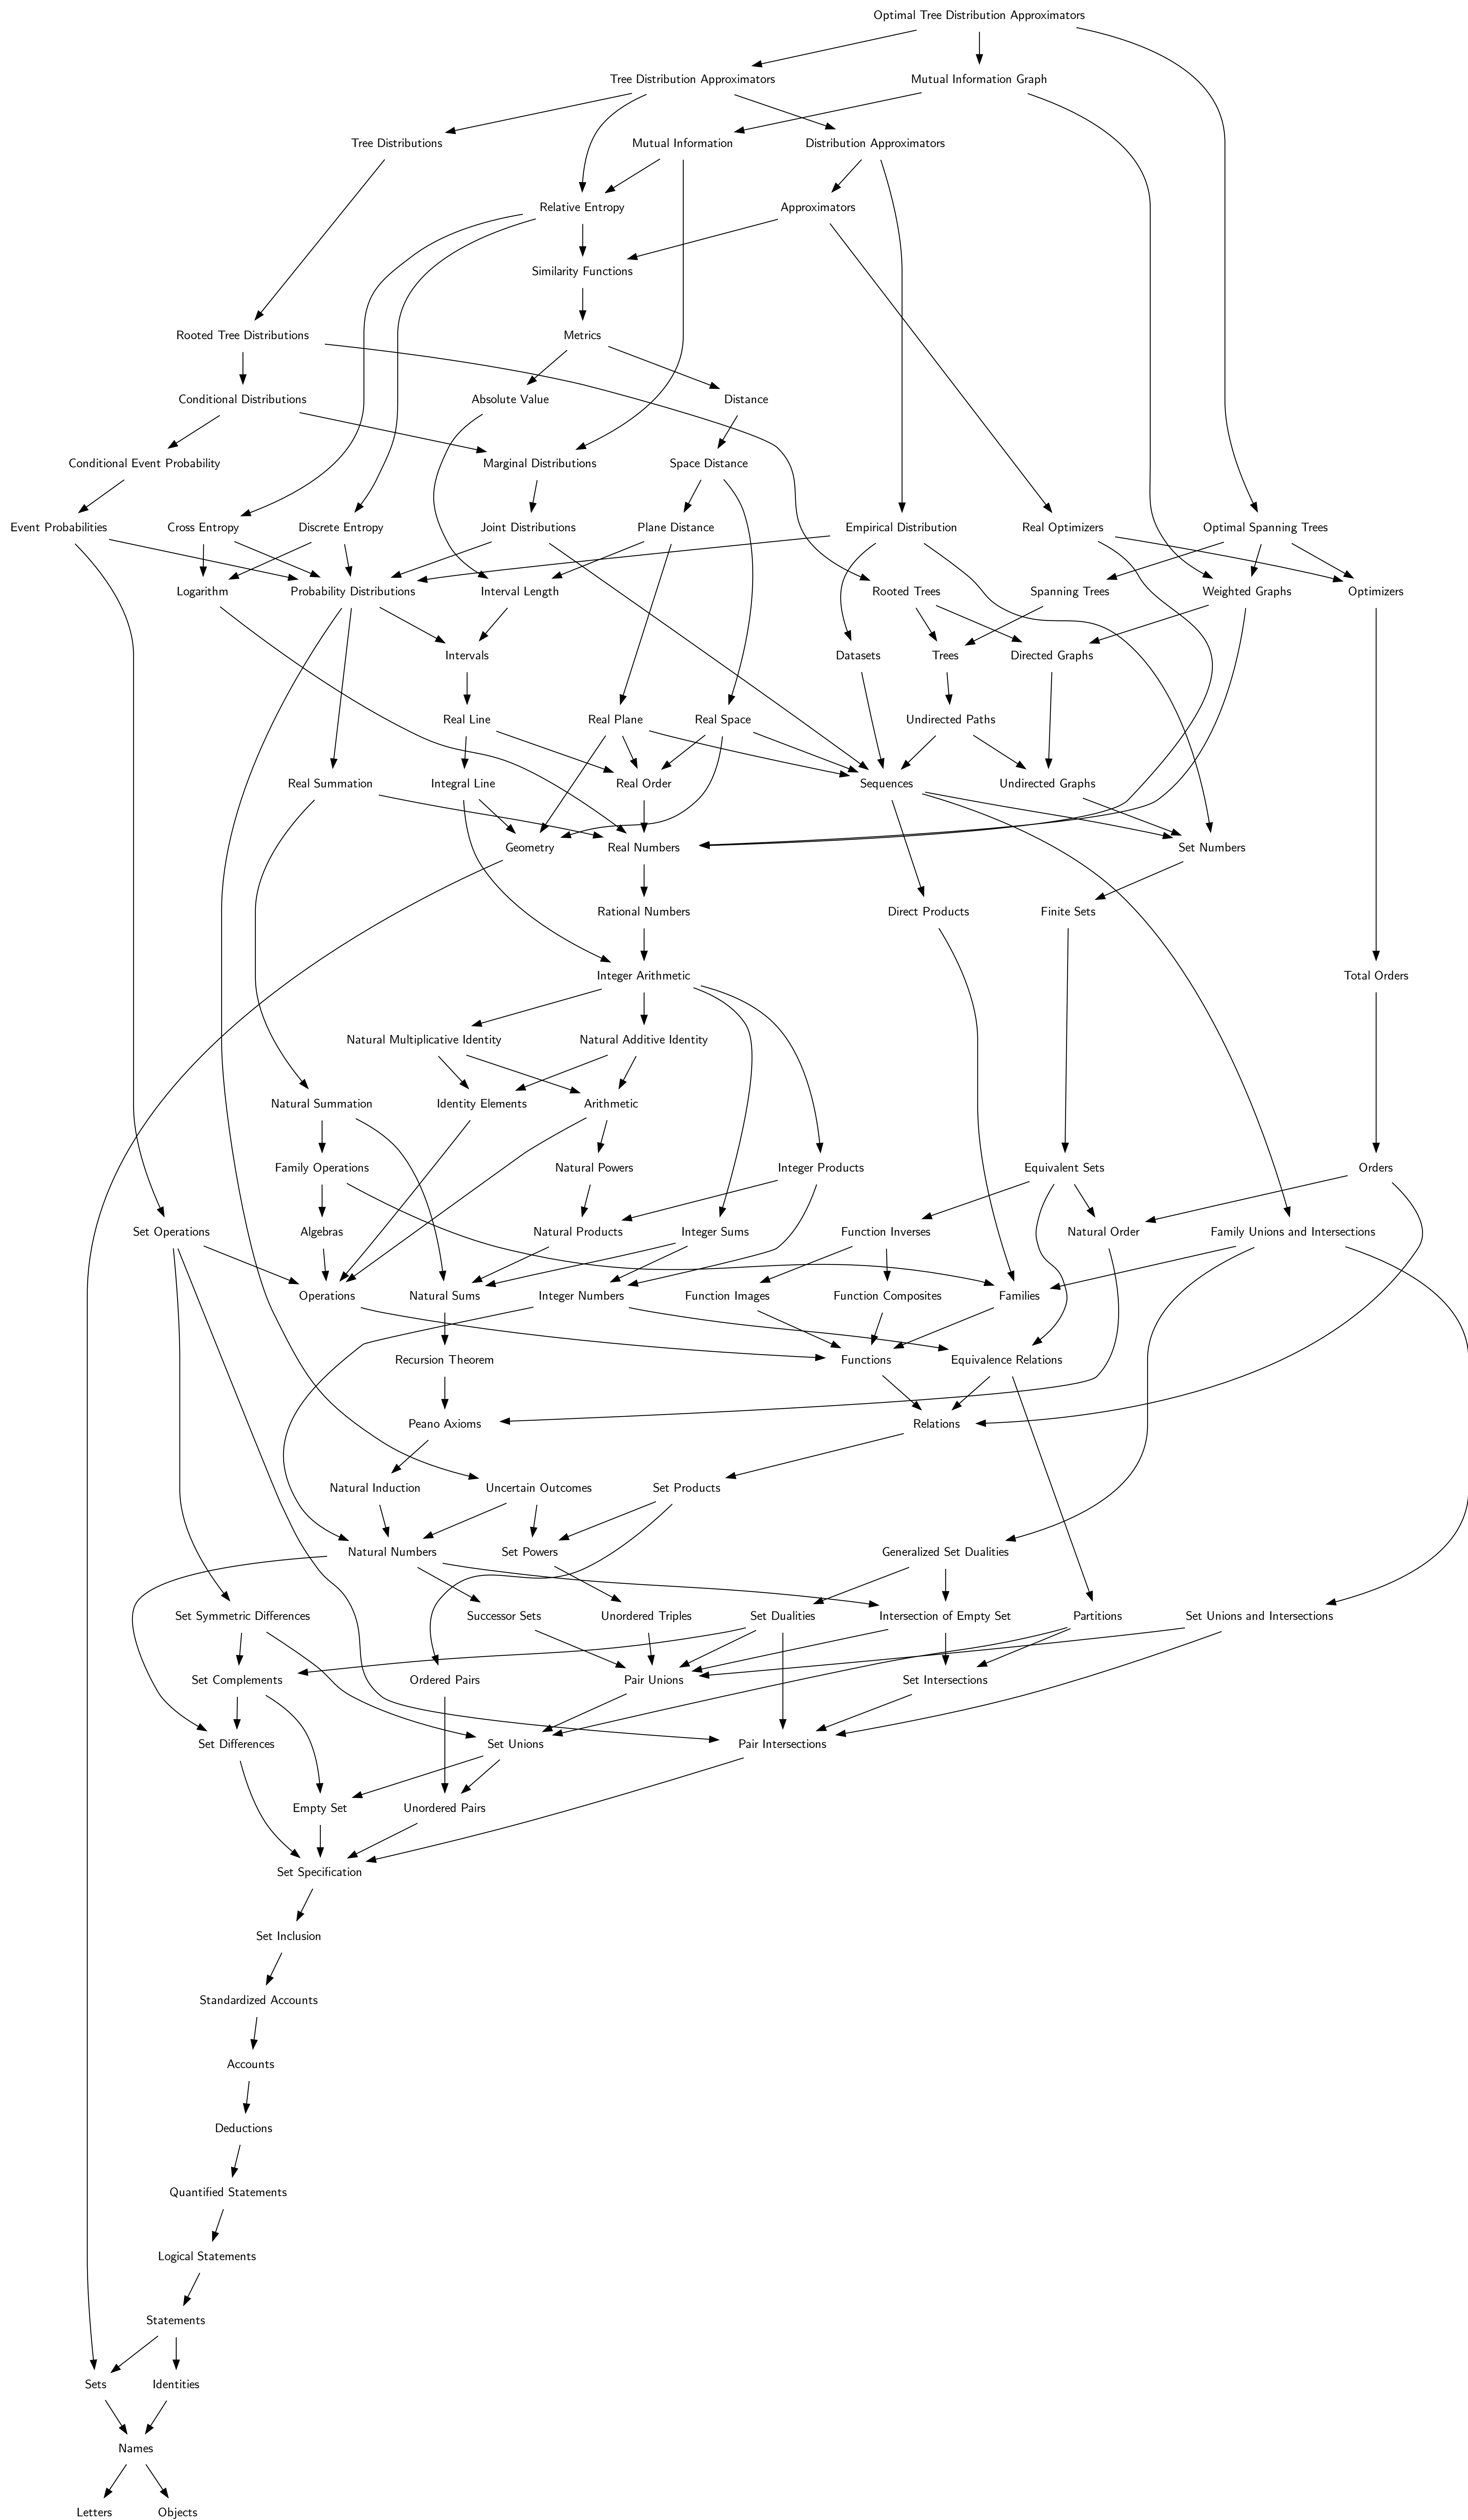 Optimal Tree Distribution Approximators
Tree Distribution Approximators
Mutual Information Graph
Tree Distributions
Mutual Information
Distribution Approximators
Relative Entropy
Approximators
Similarity Functions
Rooted Tree Distributions
Metrics
Conditional Distributions
Absolute Value
Distance
Conditional Event Probability
Marginal Distributions
Space Distance
Event Probabilities
Cross Entropy
Discrete Entropy
Joint Distributions
Plane Distance
Empirical Distribution
Real Optimizers
Optimal Spanning Trees
Logarithm
Probability Distributions
Interval Length
Rooted Trees
Spanning Trees
Weighted Graphs
Optimizers
Intervals
Datasets
Trees
Directed Graphs
Real Line
Real Plane
Real Space
Undirected Paths
Real Summation
Integral Line
Real Order
Sequences
Undirected Graphs
Geometry
Real Numbers
Set Numbers
Rational Numbers
Direct Products
Finite Sets
Integer Arithmetic
Total Orders
Natural Multiplicative Identity
Natural Additive Identity
Natural Summation
Identity Elements
Arithmetic
Family Operations
Natural Powers
Integer Products
Equivalent Sets
Orders
Set Operations
Algebras
Natural Products
Integer Sums
Function Inverses
Natural Order
Family Unions and Intersections
Operations
Natural Sums
Integer Numbers
Function Images
Function Composites
Families
Recursion Theorem
Functions
Equivalence Relations
Peano Axioms
Relations
Natural Induction
Uncertain Outcomes
Set Products
Natural Numbers
Set Powers
Generalized Set Dualities
Set Symmetric Differences
Successor Sets
Unordered Triples
Set Dualities
Intersection of Empty Set
Partitions
Set Unions and Intersections
Set Complements
Ordered Pairs
Pair Unions
Set Intersections
Set Differences
Set Unions
Pair Intersections
Empty Set
Unordered Pairs
Set Specification
Set Inclusion
Standardized Accounts
Accounts
Deductions
Quantified Statements
Logical Statements
Statements
Sets
Identities
Names
Letters
Objects